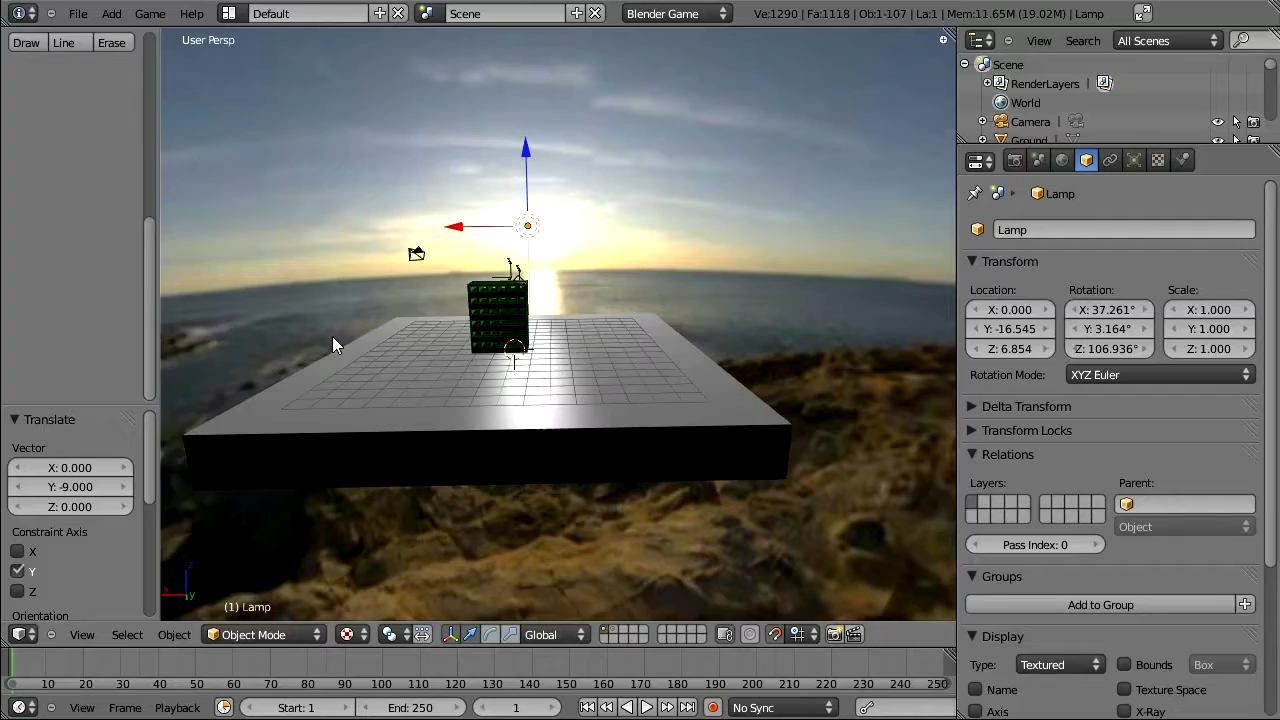 File Add Game Help Default Scene Blender Game Ve:1290 | Fa:1118 | Ob:1-107 | La:1 | Mem:11.65M (19.02M) | Lamp
Draw Line Erase
User Persp
View Search All Scenes
Scene
RenderLayers
World
Camera
Ground
Lamp
Lamp
Transform
Location: Rotation: Scale:
X: 0.000 X: 37.261° X: 1.000
Y: -16.545 Y: 3.164° Y: 1.000
Z: 6.854 Z: 106.936° Z: 1.000
Rotation Mode: XYZ Euler
Delta Transform
Transform Locks
Relations
Layers: Parent:
Object
Pass Index: 0
Groups
Add to Group
Display
Type: Textured Bounds Box
Name Texture Space
Axis X-Ray
Translate
Vector
X: 0.000
Y: -9.000
Z: 0.000
Constraint Axis
X
Y
Z
Orientation
z
x
y
(1) Lamp
View Select Object Object Mode Global
0 10 20 30 40 50 60 70 80 90 100 110 120 130 140 150 160 170 180 190 200 210 220 230 240 250
View Frame Playback Start: 1 End: 250 1 No Sync